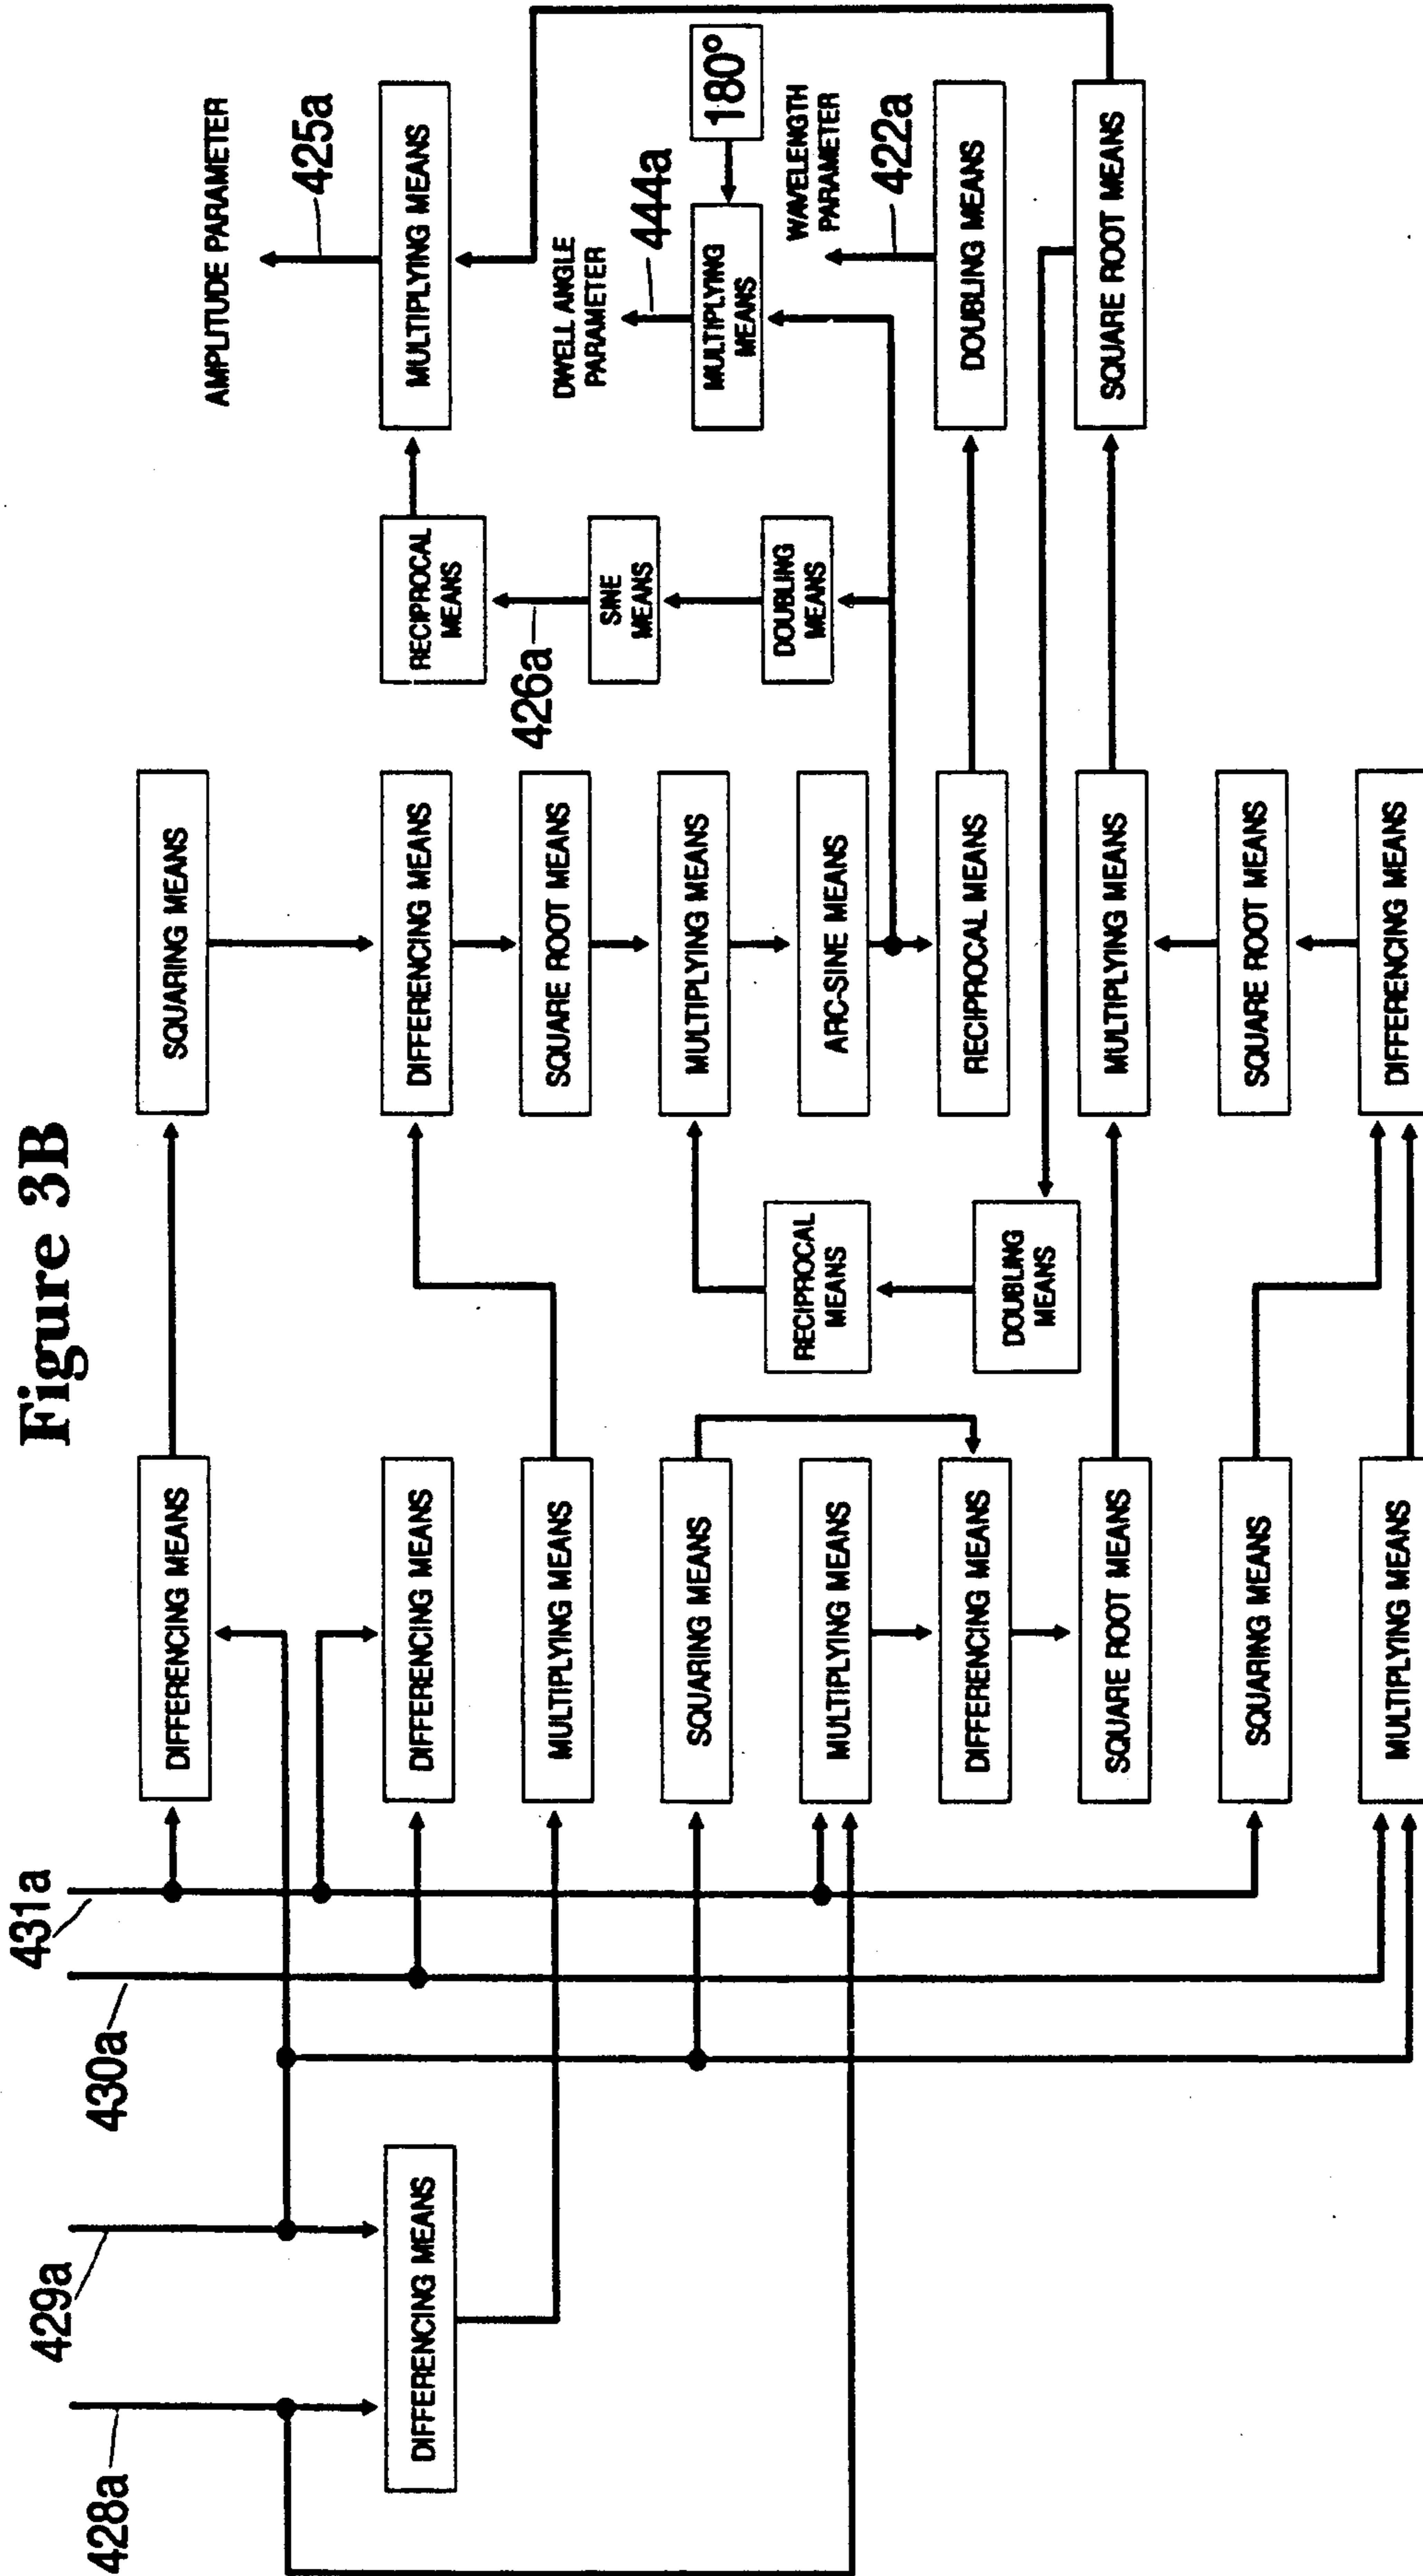 Figure 3B
428a
429a
430a
431a
DIFFERENCING MEANS
DIFFERENCING MEANS
DIFFERENCING MEANS
MULTIPLYING MEANS
SQUARING MEANS
MULTIPLYING MEANS
DIFFERENCING MEANS
SQUARE ROOT MEANS
SQUARING MEANS
MULTIPLYING MEANS
RECIPROCAL
MEANS
DOUBLING
MEANS
SQUARING MEANS
DIFFERENCING MEANS
SQUARE ROOT MEANS
MULTIPLYING MEANS
ARC-SINE MEANS
RECIPROCAL MEANS
MULTIPLYING MEANS
SQUARE ROOT MEANS
DIFFERENCING MEANS
RECIPROCAL
MEANS
426a
SINE
MEANS
DOUBLING
MEANS
AMPLITUDE PARAMETER
425a
MULTIPLYING MEANS
DWELL ANGLE
PARAMETER
444a
MULTIPLYING
MEANS
180°
WAVELENGTH
PARAMETER
422a
DOUBLING MEANS
SQUARE ROOT MEANS